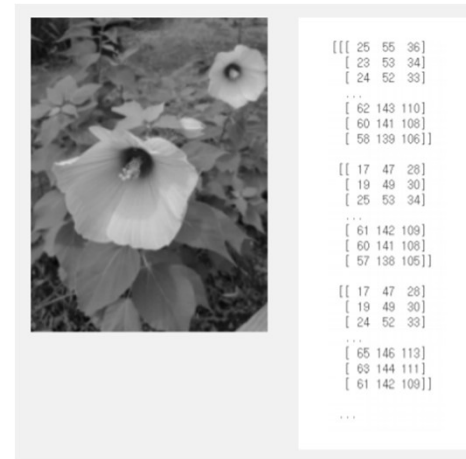 [[[ 25 55 36]
[ 23 53 34]
[ 24 52 33]
...
[ 62 143 110]
[ 60 141 108]
[ 58 139 106]]
[[ 17 47 28]
[ 19 49 30]
[ 25 53 34]
...
[ 61 142 109]
[ 60 141 108]
[ 57 138 105]]
[[ 17 47 28]
[ 19 49 30]
[ 24 52 33]
...
[ 65 146 113]
[ 63 144 111]
[ 61 142 109]]
...